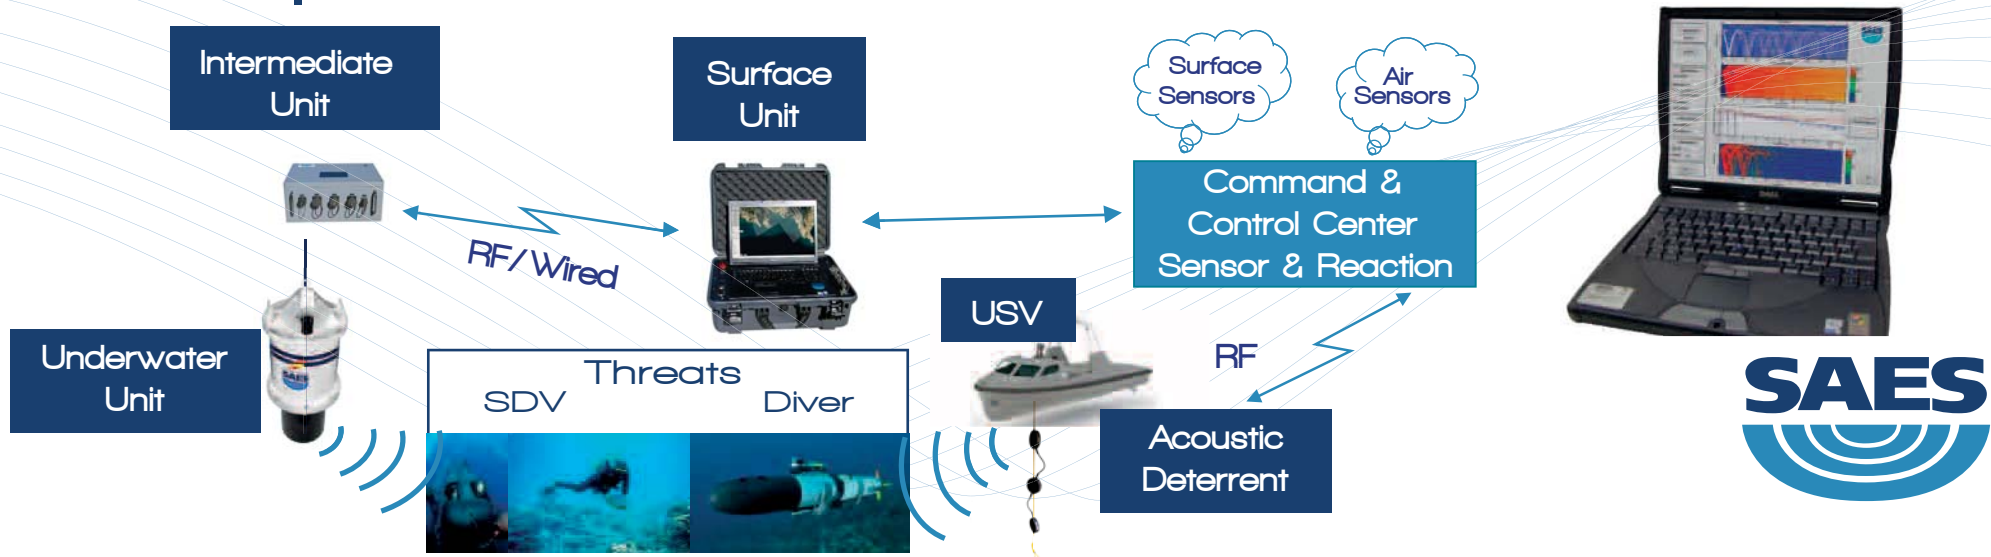 Intermediate
Unit
Surface
Unit
Surface
Sensors
Air
Sensors
Command &
Control Center
Sensor & Reaction
RF/Wired
Underwater
Unit
SAES
USV
RF
Threats
SDV
Diver
Acoustic
Deterrent
SAES